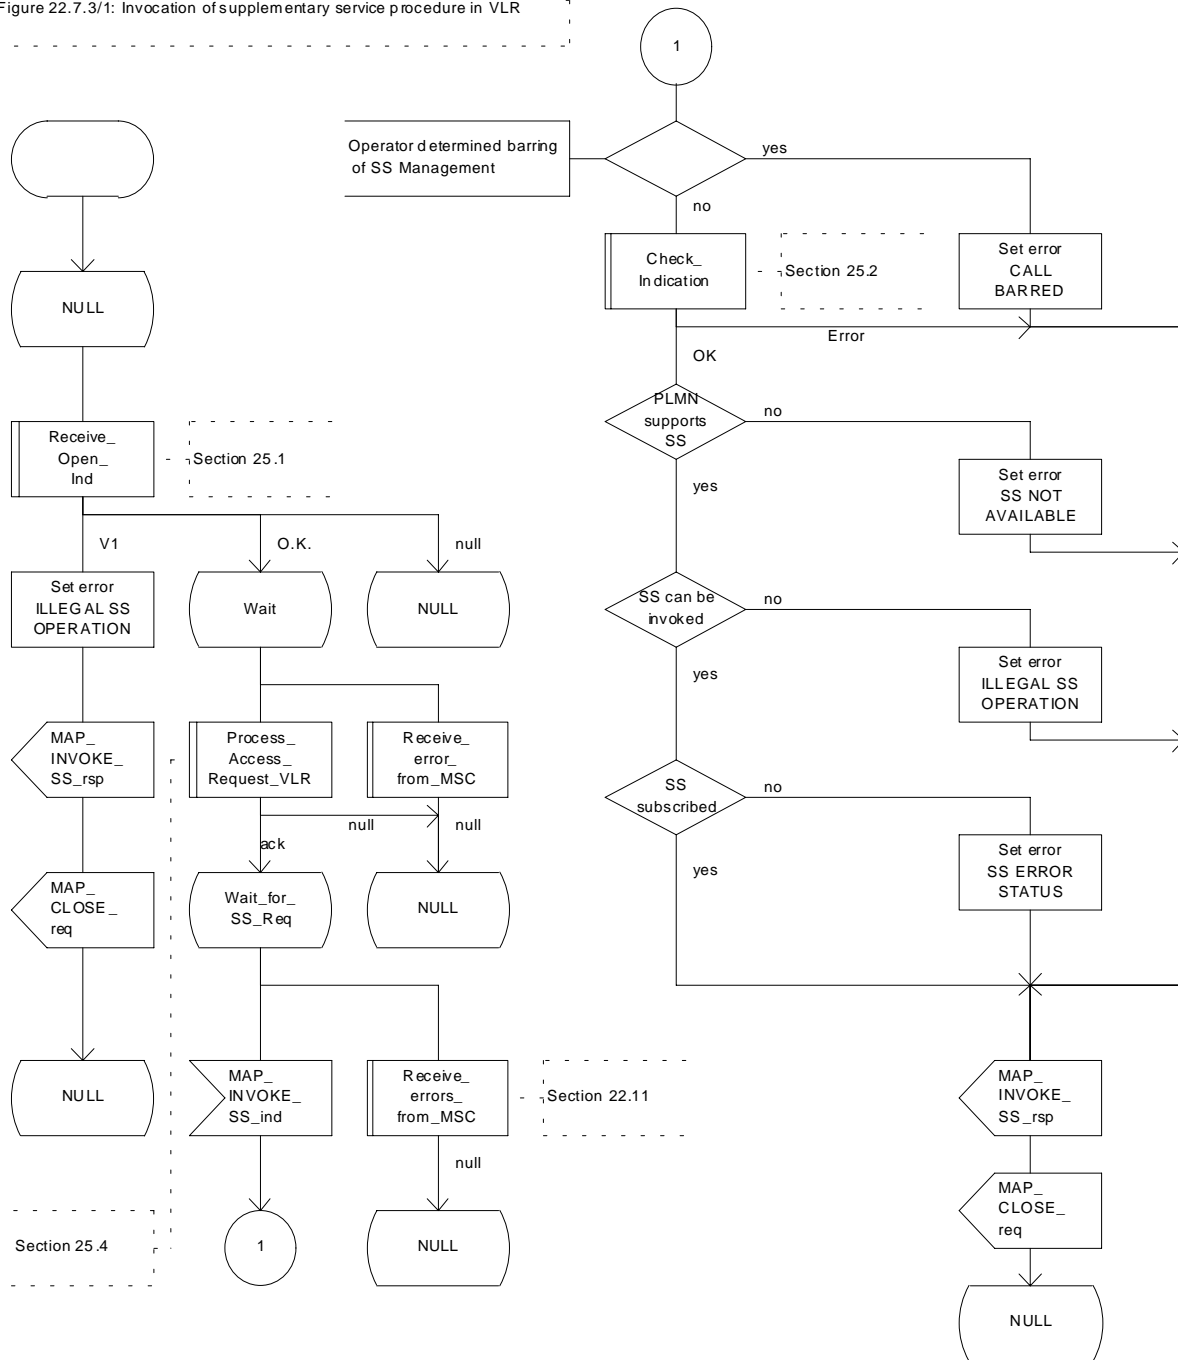 Figure 22.7.3/1: Invocation of supplementary service procedure in VLR
1
Operator determined barring
of SS Management
yes
no
Check_
Indication
Section 25.2
Set error
CALL
BARRED
NULL
Error
OK
PLMN
supports
SS
no
Receive_
Open_
Ind
Section 25.1
yes
Set error
SS NOT
AVAILABLE
V1
O.K.
null
Set error
ILLEGAL SS
OPERATION
Wait
NULL
SS can be
invoked
no
yes
Set error
ILLEGAL SS
OPERATION
MAP_
INVOKE_
SS_rsp
Process_
Access_
Request_VLR
Receive_
error_
from_MSC
SS
subscribed
no
null
null
ack
yes
Set error
SS ERROR
STATUS
MAP_
CLOSE_
req
Wait_for_
SS_Req
NULL
NULL
MAP_
INVOKE_
SS_ind
Receive_
errors_
from_MSC
Section 22.11
MAP_
INVOKE_
SS_rsp
null
MAP_
CLOSE_
req
Section 25.4
1
NULL
NULL